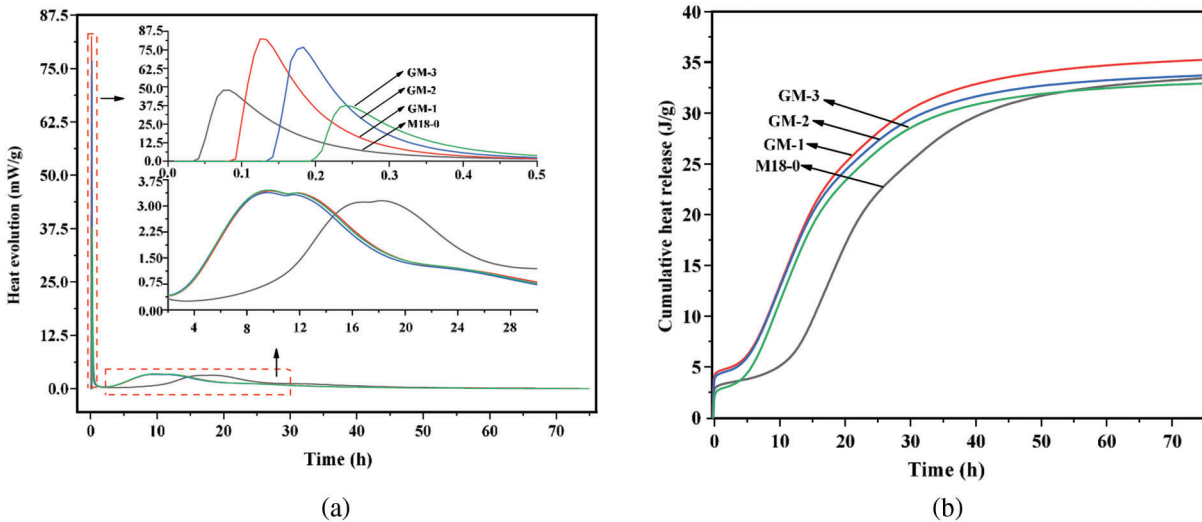 87.5
75.0
62.5
50.0
37.5
25.0
12.5
0.0
Heat evolution (mW/g)
0 10 20 30 40 50 60 70
Time (h)
87.5
75.0
62.5
50.0
37.5
25.0
12.5
0.0
0.0 0.1 0.2 0.3 0.4 0.5
GM-3
GM-2
GM-1
M18-0
3.75
3.00
2.25
1.50
0.75
0.00
4 8 12 16 20 24 28
(a)
40
35
30
25
20
15
10
5
0
Cumulative heat release (J/g)
GM-3
GM-2
GM-1
M18-0
0 10 20 30 40 50 60 70
Time (h)
(b)